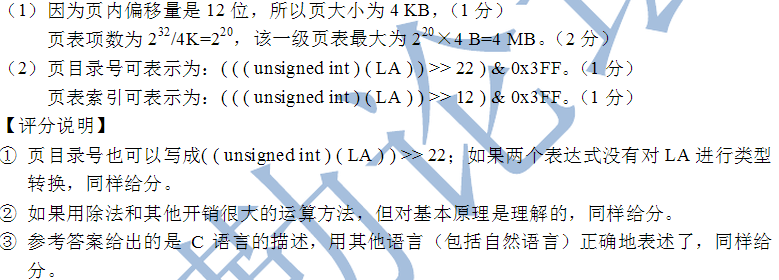 （1）因为页内偏移量是 12 位，所以页大小为 4 KB，（1 分）
页表项数为 2³²/4K=2²⁰，该一级页表最大为 2²⁰×4 B=4 MB。（2 分）
（2）页目录号可表示为：( ( ( unsigned int ) ( LA ) ) >> 22 ) & 0x3FF。（1 分）
页表索引可表示为：( ( ( unsigned int ) ( LA ) ) >> 12 ) & 0x3FF。（1 分）
【评分说明】
① 页目录号也可以写成( ( unsigned int ) ( LA ) ) >> 22；如果两个表达式没有对 LA 进行类型
转换，同样给分。
② 如果用除法和其他开销很大的运算方法，但对基本原理是理解的，同样给分。
③ 参考答案给出的是 C 语言的描述，用其他语言（包括自然语言）正确地表述了，同样给
分。